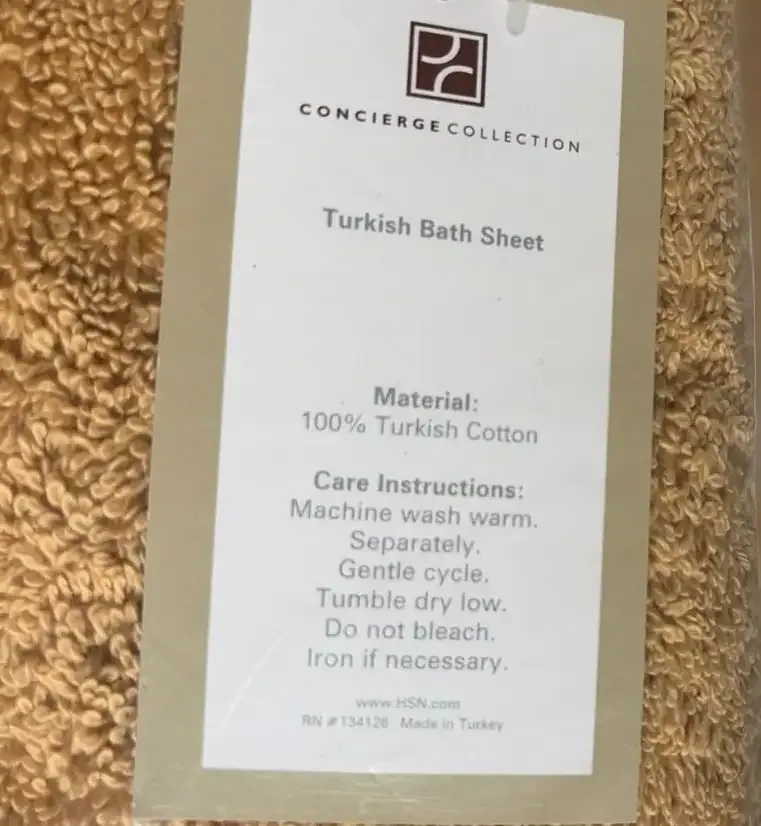 CONCIERGE COLLECTION
Turkish Bath Sheet
Material:
100% Turkish Cotton
Care Instructions:
Machine wash warm.
Separately.
Gentle cycle.
Tumble dry low.
Do not bleach.
Iron if necessary.
www.HSN.com
RN #134126 Made in Turkey